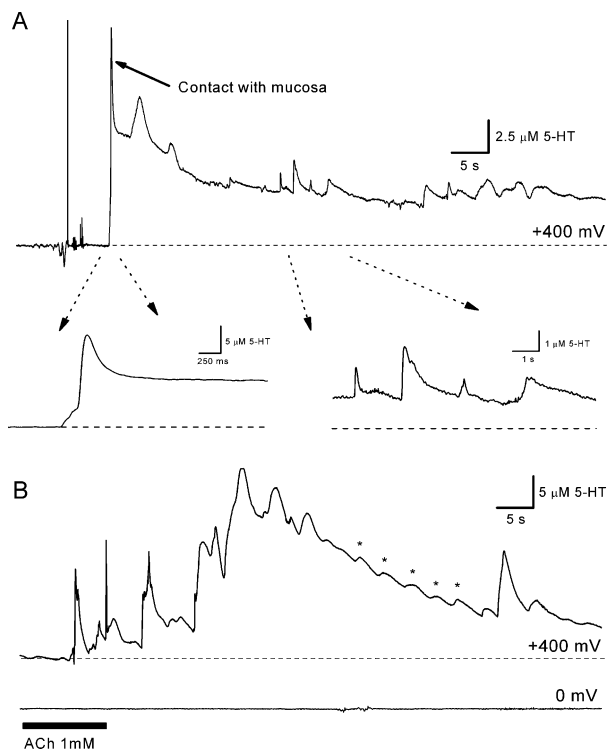 A
Contact with mucosa
2.5 μM 5-HT
5 s
+400 mV
5 μM 5-HT
250 ms
1 μM 5-HT
1 s
B
5 μM 5-HT
5 s
* * * * *
+400 mV
0 mV
ACh 1mM